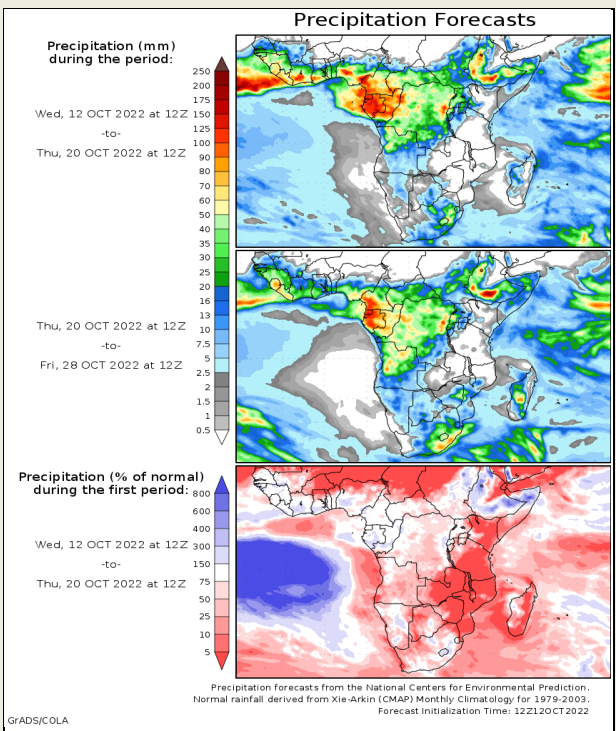 Precipitation Forecasts
Precipitation (mm)
during the period:
250
200
175
Wed, 12 OCT 2022 at 12Z
150
125
-to-
100
Thu, 20 OCT 2022 at 12Z
90
80
70
60
50
40
35
30
25
20
16
Thu, 20 OCT 2022 at 12Z
13
10
-to-
7.5
5
Fri, 28 OCT 2022 at 12Z
2.5
2
1.5
1
0.5
Precipitation (% of normal)
during the first period:
800
600
400
Wed, 12 OCT 2022 at 12Z
300
-to-
150
75
Thu, 20 OCT 2022 at 12Z
50
25
10
5
Precipitation forecasts from the National Centers for Environmental Prediction.
Normal rainfall derived from Xie-Arkin (CMAP) Monthly Climatology for 1979-2003.
Forecast Initialization Time: 12Z12OCT2022
GrADS/COLA